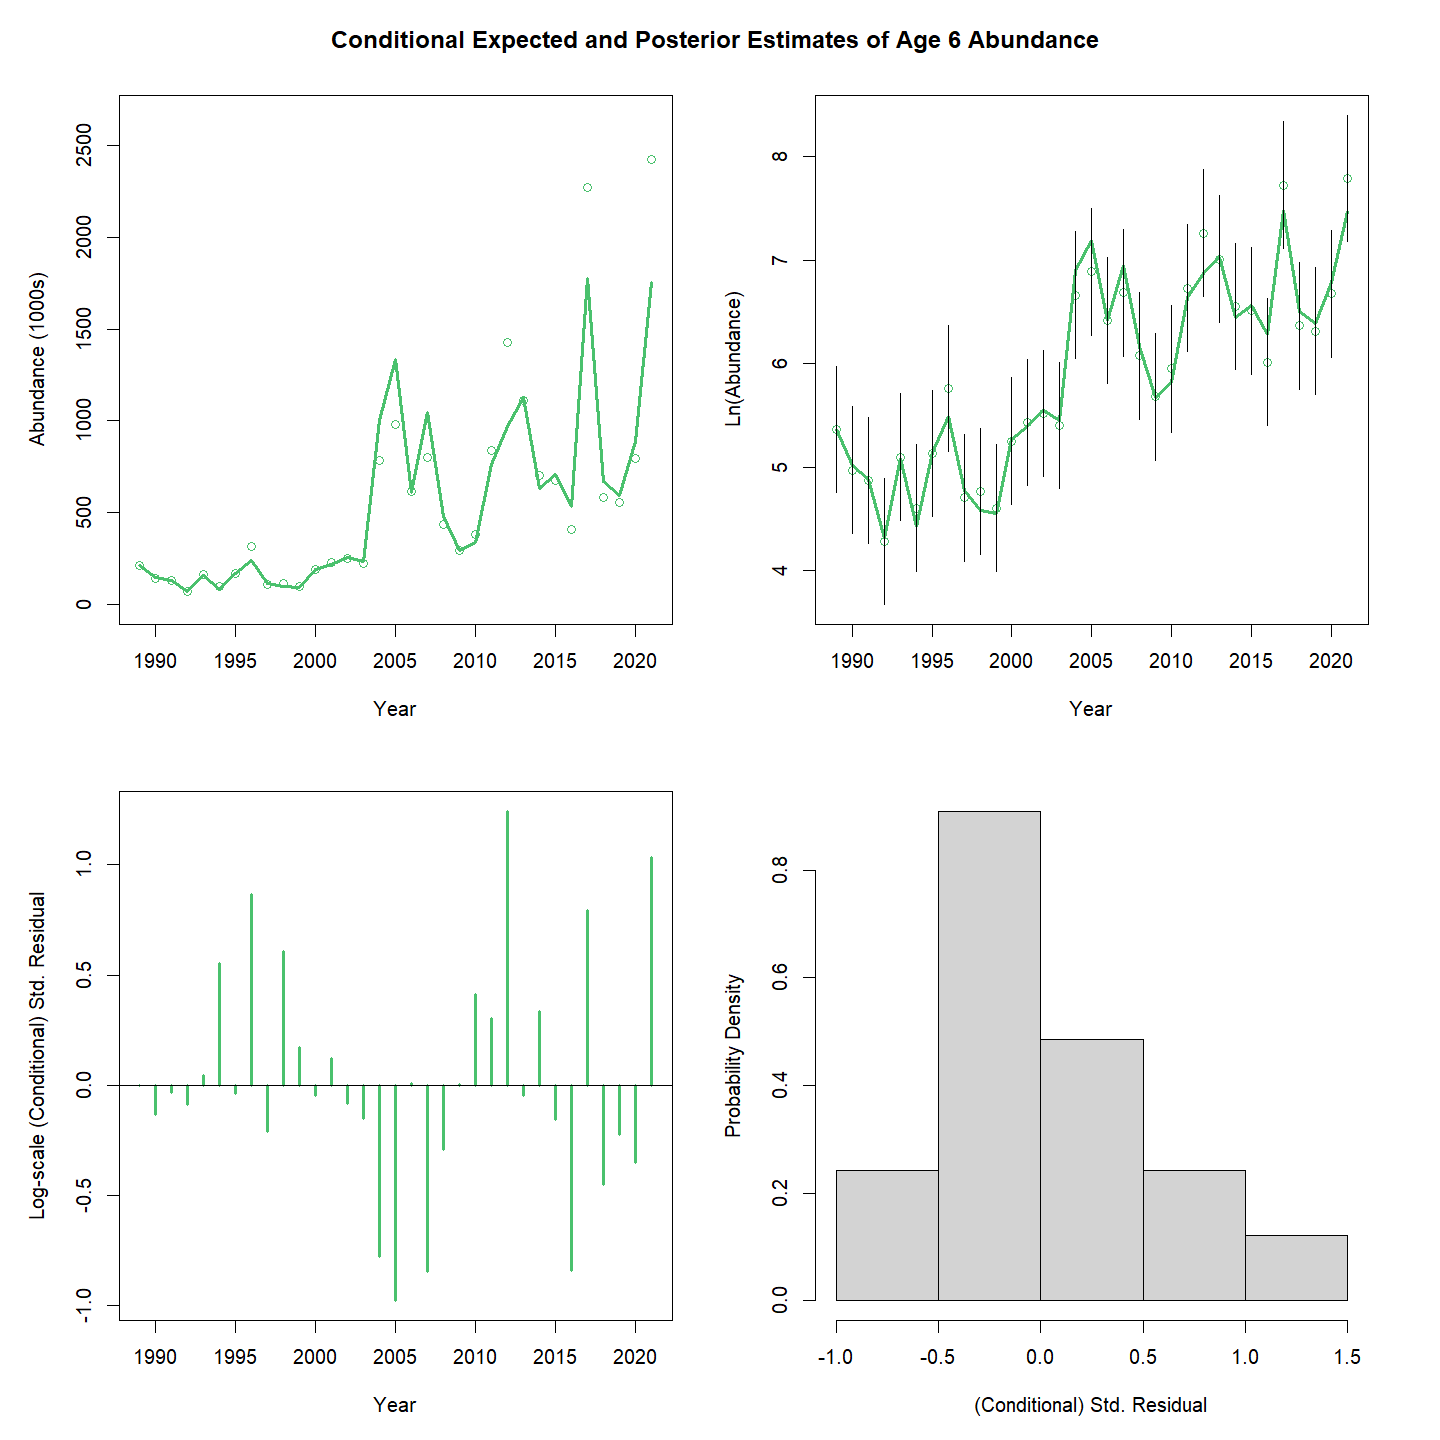 Conditional Expected and Posterior Estimates of Age 6 Abundance
Abundance (1000s)
2500
2000
1500
1000
500
0
1990 1995 2000 2005 2010 2015 2020
Year
Ln(Abundance)
8
7
6
5
4
1990 1995 2000 2005 2010 2015 2020
Year
Log-scale (Conditional) Std. Residual
1.0
0.5
0.0
-0.5
-1.0
1990 1995 2000 2005 2010 2015 2020
Year
Probability Density
0.8
0.6
0.4
0.2
0.0
-1.0 -0.5 0.0 0.5 1.0 1.5
(Conditional) Std. Residual